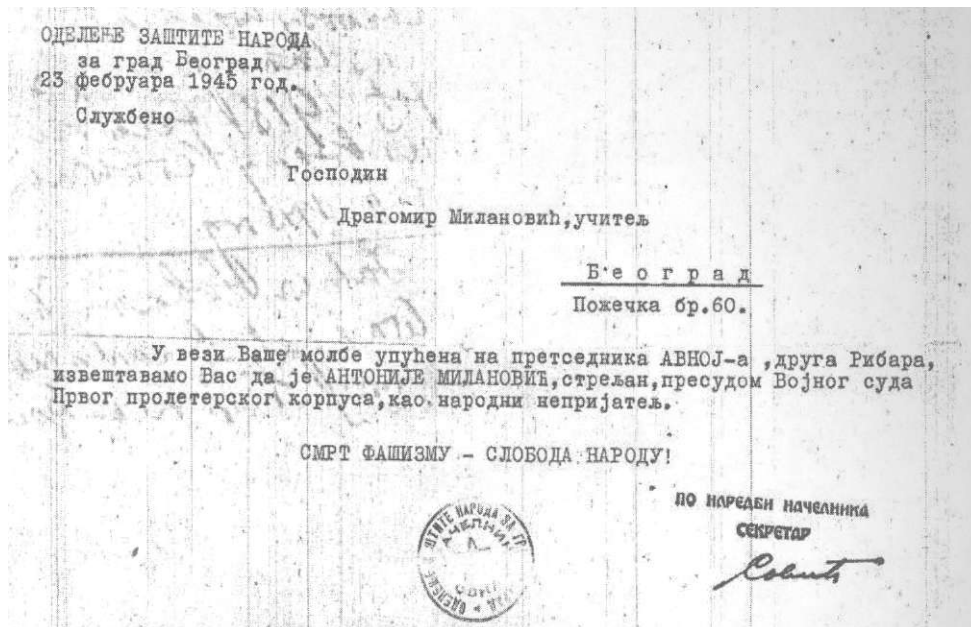 ОДЕЛЕЊЕ ЗАШТИТЕ НАРОДА
за град Београд
23 фебруара 1945 год.
Службено
Господин
Драгомир Милановић,учитељ
Београд
Пожечка бр.60.
У вези Ваше молбе упућена на претседника АВНОЈ-а ,друга Рибара,
извештавамо Вас да је АНТОНИЈЕ МИЛАНОВИЋ,стрељан,пресудом Војног суда
Првог пролетерског корпуса,као народни непријатељ.
СМРТ ФАШИЗМУ - СЛОБОДА НАРОДУ!
ПО НАРЕДБИ НАЧЕЛНИКА
СЕКРЕТАР